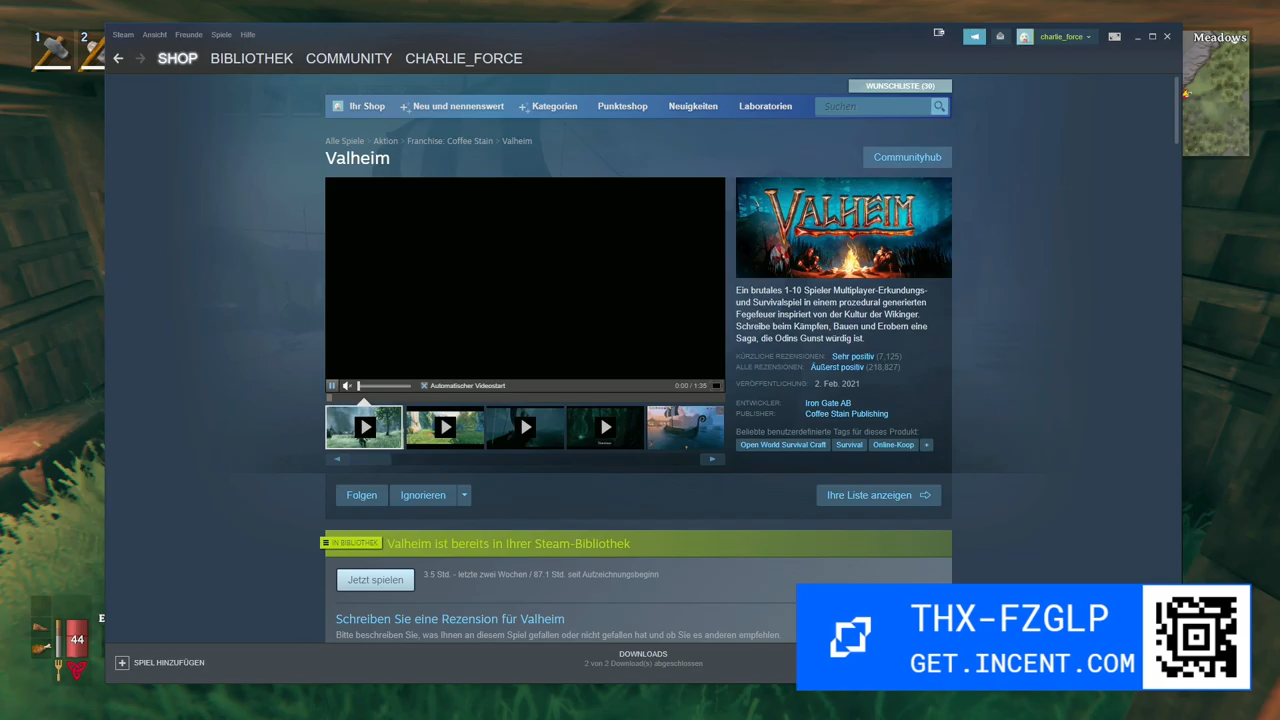 1
2
Meadows
Steam Ansicht Freunde Spiele Hilfe
charlie_force
SHOP BIBLIOTHEK COMMUNITY CHARLIE_FORCE
WUNSCHLISTE (30)
Ihr Shop Neu und nennenswert Kategorien Punkteshop Neuigkeiten Laboratorien Suchen
Alle Spiele > Aktion > Franchise: Coffee Stain > Valheim
Valheim
Communityhub
VALHEIM
Ein brutales 1-10 Spieler Multiplayer-Erkundungs-
und Survivalspiel in einem prozedural generierten
Fegefeuer inspiriert von der Kultur der Wikinger.
Schreibe beim Kämpfen, Bauen und Erobern eine
Saga, die Odins Gunst würdig ist.
KÜRZLICHE REZENSIONEN: Sehr positiv (7,125)
ALLE REZENSIONEN: Äußerst positiv (218,827)
VERÖFFENTLICHUNG: 2. Feb. 2021
ENTWICKLER: Iron Gate AB
PUBLISHER: Coffee Stain Publishing
Beliebte benutzerdefinierte Tags für dieses Produkt:
Open World Survival Craft Survival Online-Koop +
Automatischer Videostart 0:00 / 1:35
Folgen Ignorieren Ihre Liste anzeigen
IN BIBLIOTHEK Valheim ist bereits in Ihrer Steam-Bibliothek
Jetzt spielen 3.5 Std. - letzte zwei Wochen / 87.1 Std. seit Aufzeichnungsbeginn
Schreiben Sie eine Rezension für Valheim
Bitte beschreiben Sie, was Ihnen an diesem Spiel gefallen oder nicht gefallen hat und ob Sie es anderen empfehlen
44
SPIEL HINZUFÜGEN
DOWNLOADS
2 von 2 Download(s) abgeschlossen
THX-FZGLP
GET.INCENT.COM